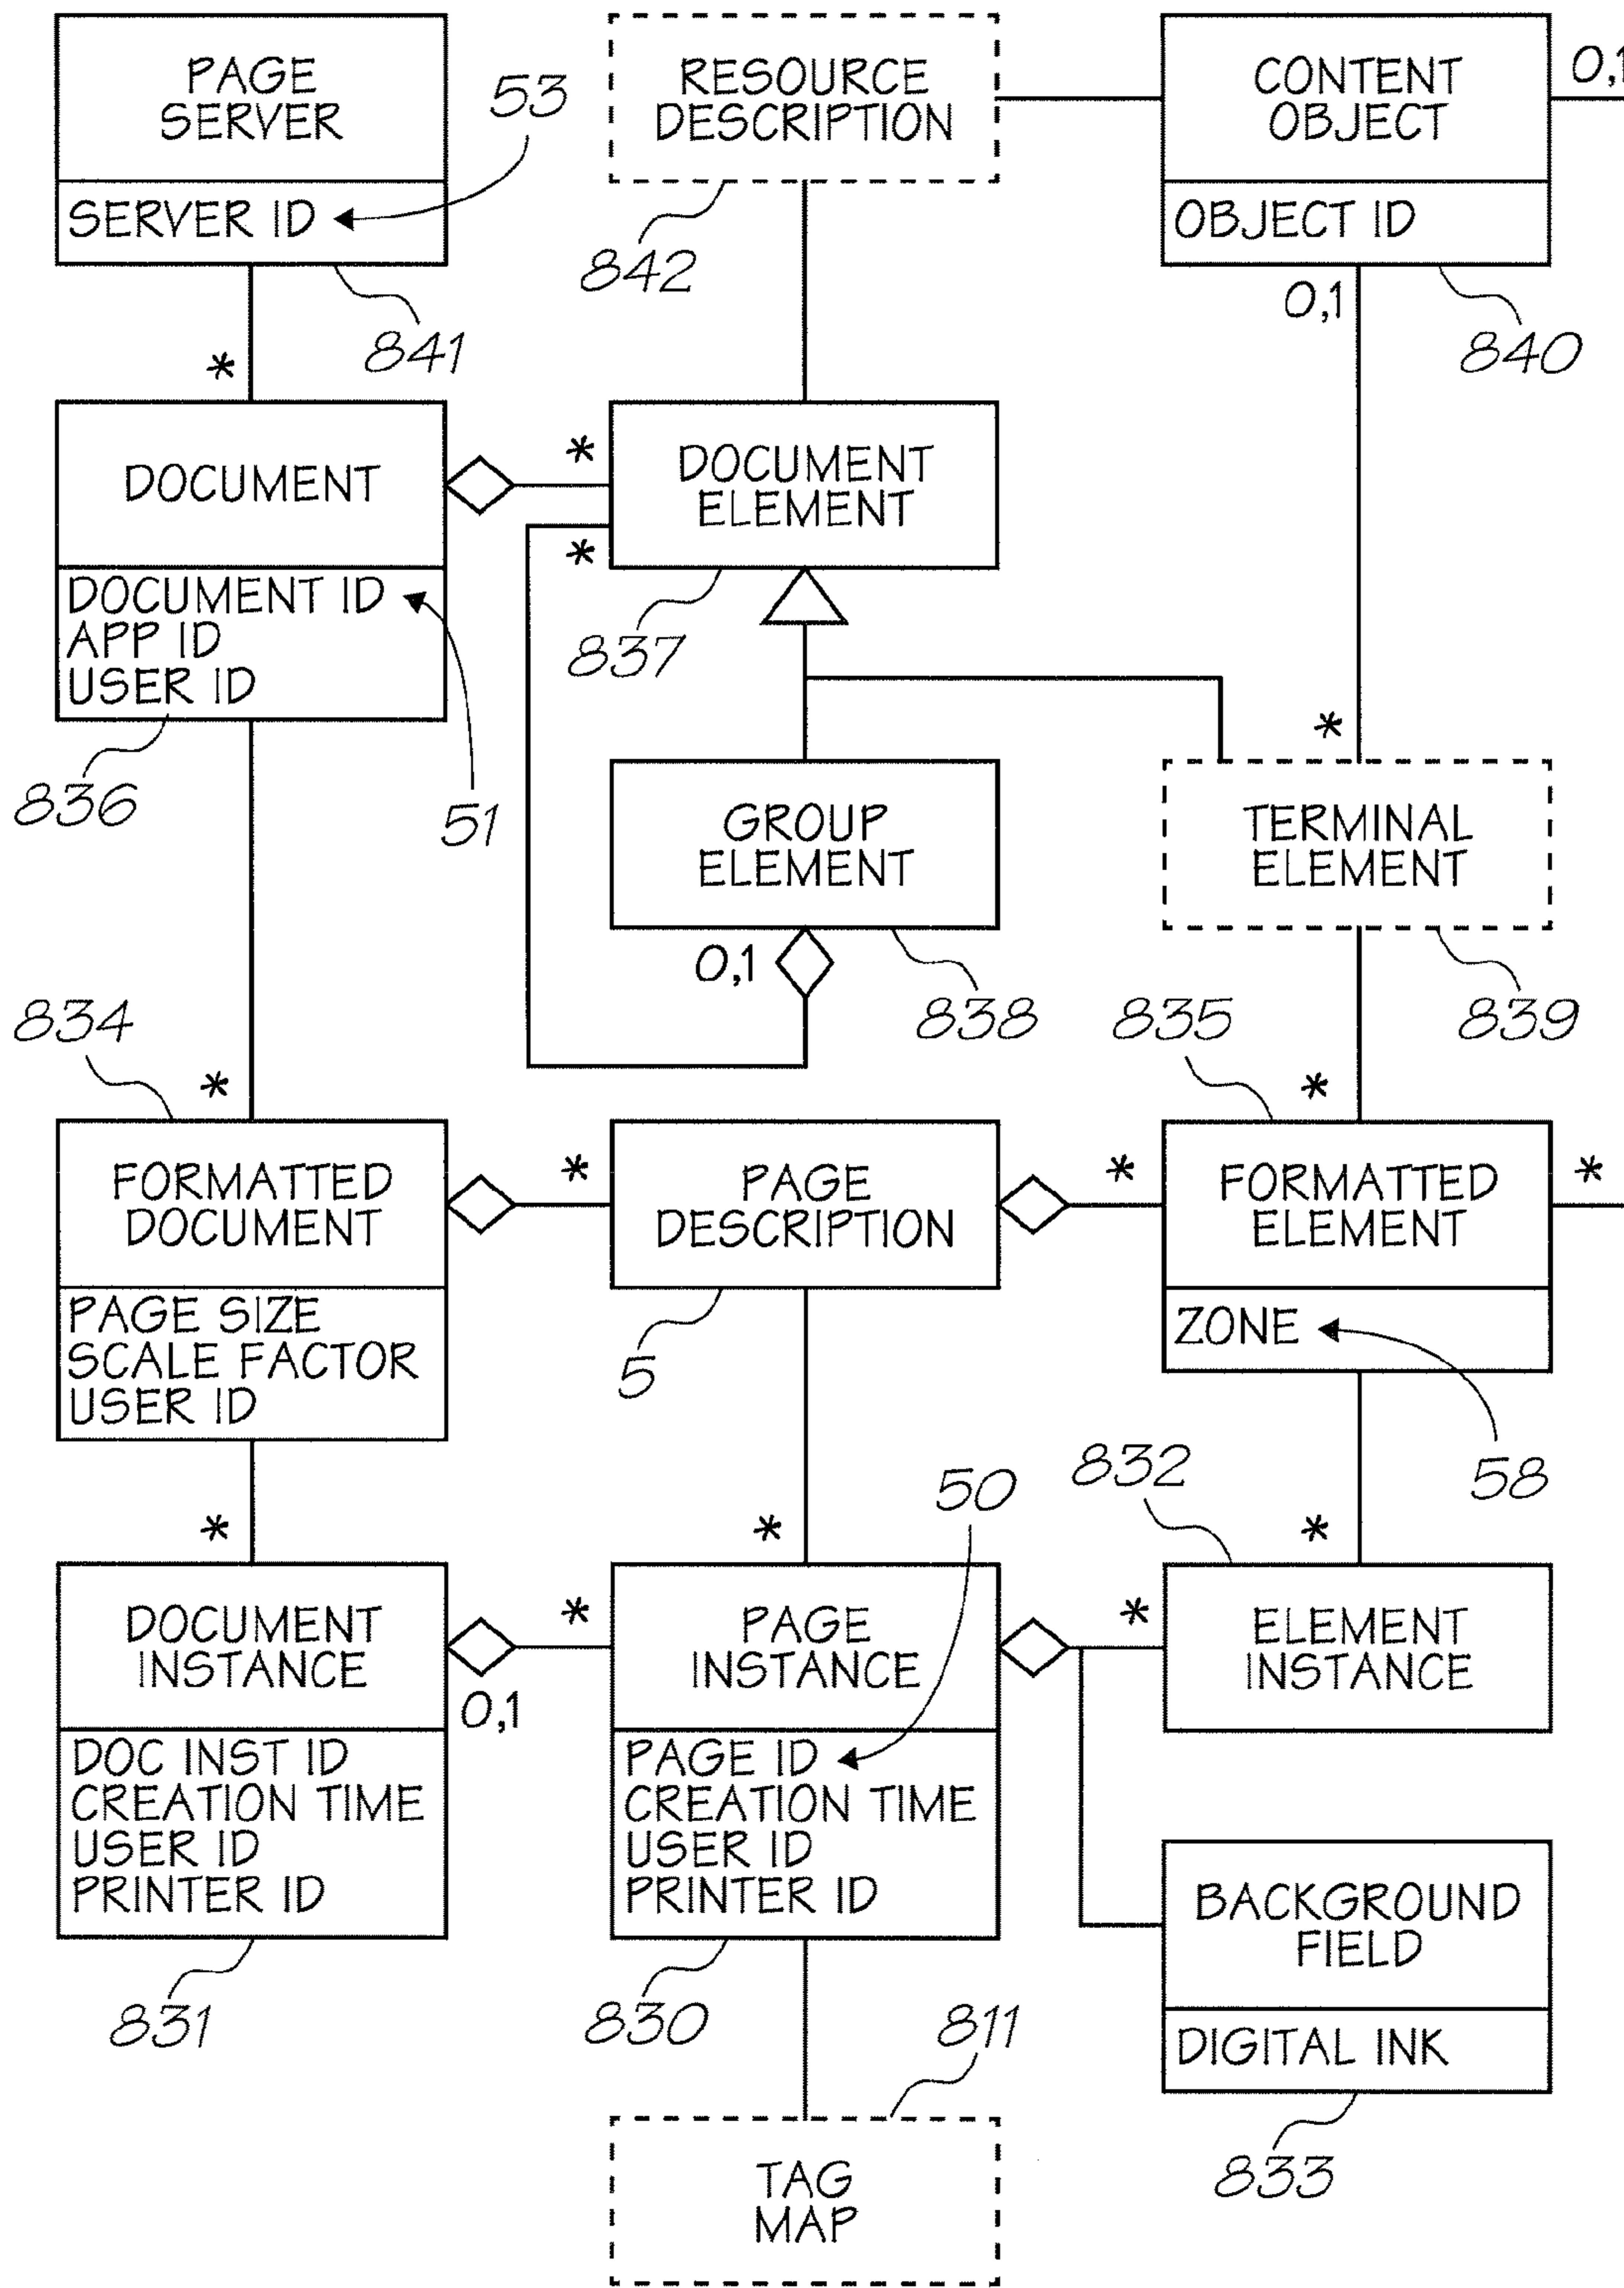 PAGE
SERVER
SERVER ID
53
841
RESOURCE
DESCRIPTION
842
CONTENT
OBJECT
OBJECT ID
0,1
0,1
840
*
DOCUMENT
DOCUMENT ID
APP ID
USER ID
836
51
*
*
DOCUMENT
ELEMENT
837
GROUP
ELEMENT
0,1
838
*
TERMINAL
ELEMENT
839
834
*
FORMATTED
DOCUMENT
PAGE SIZE
SCALE FACTOR
USER ID
*
PAGE
DESCRIPTION
5
*
835
*
FORMATTED
ELEMENT
*
ZONE
58
*
DOCUMENT
INSTANCE
0,1
DOC INST ID
CREATION TIME
USER ID
PRINTER ID
831
*
*
50
PAGE
INSTANCE
PAGE ID
CREATION TIME
USER ID
PRINTER ID
830
*
832
*
ELEMENT
INSTANCE
BACKGROUND
FIELD
DIGITAL INK
833
811
TAG
MAP